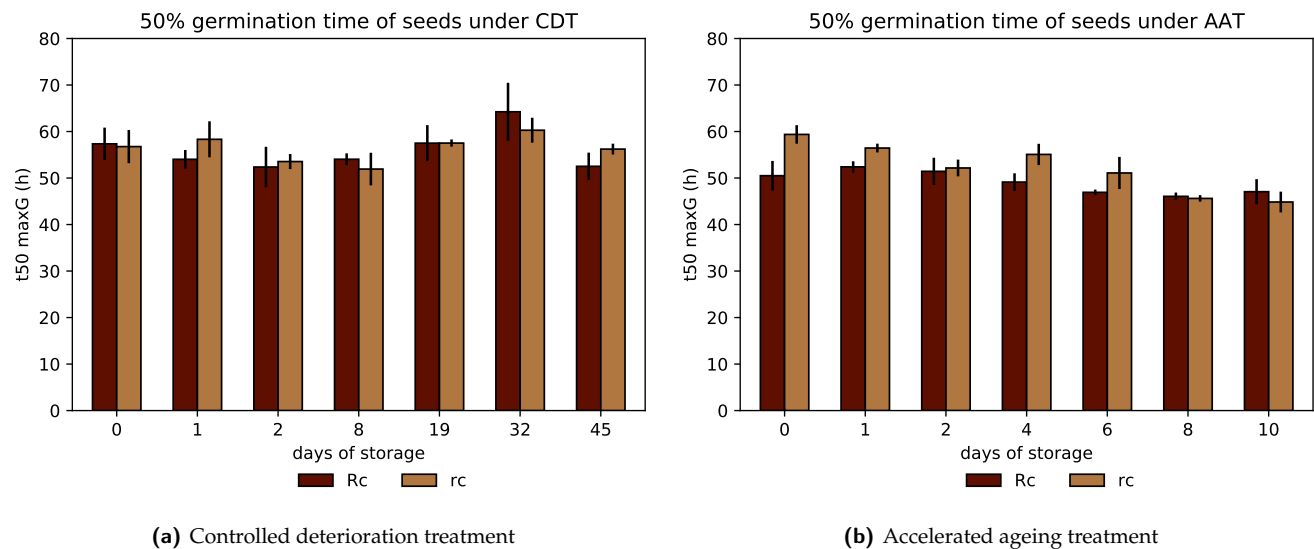 50% germination time of seeds under CDT
80
70
60
50
40
30
20
10
0
t50 maxG (h)
0 1 2 8 19 32 45
days of storage
Rc rc
(a) Controlled deterioration treatment
50% germination time of seeds under AAT
80
70
60
50
40
30
20
10
0
t50 maxG (h)
0 1 2 4 6 8 10
days of storage
Rc rc
(b) Accelerated ageing treatment